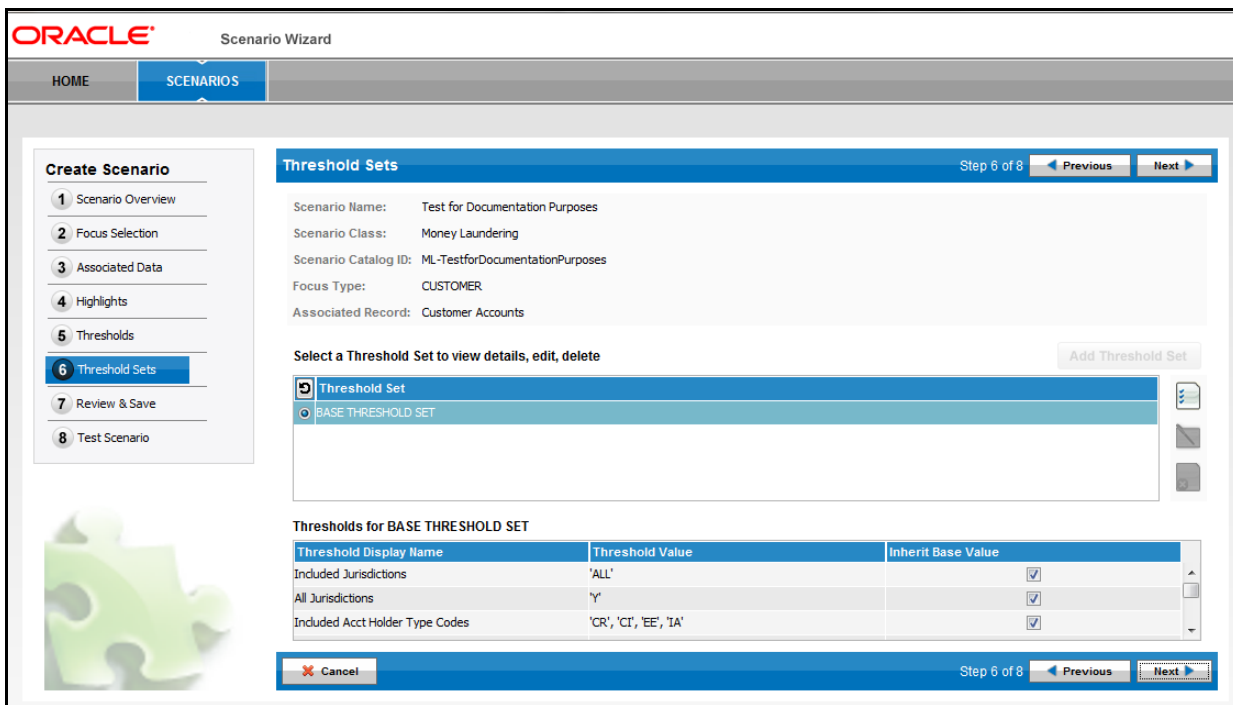 ORACLE Scenario Wizard
HOME SCENARIOS
Create Scenario
1 Scenario Overview
2 Focus Selection
3 Associated Data
4 Highlights
5 Thresholds
6 Threshold Sets
7 Review & Save
8 Test Scenario
Threshold Sets Step 6 of 8 Previous Next
Scenario Name: Test for Documentation Purposes
Scenario Class: Money Laundering
Scenario Catalog ID: ML-TestforDocumentationPurposes
Focus Type: CUSTOMER
Associated Record: Customer Accounts
Select a Threshold Set to view details, edit, delete Add Threshold Set
Threshold Set
BASE THRESHOLD SET
Thresholds for BASE THRESHOLD SET
Threshold Display Name Threshold Value Inherit Base Value
Included Jurisdictions 'ALL'
All Jurisdictions 'Y'
Included Acct Holder Type Codes 'CR', 'CI', 'EE', 'IA'
Cancel Step 6 of 8 Previous Next